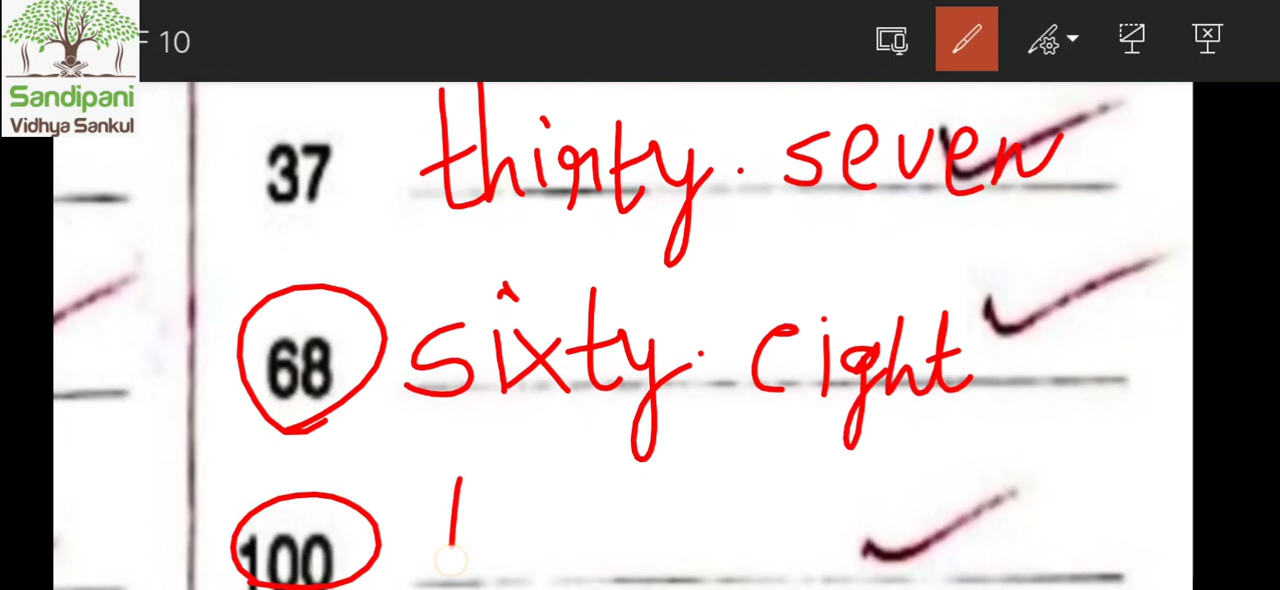 F 10
Sandipani
Vidhya Sankul
37 thirty. seven
68 sixty. eight
100